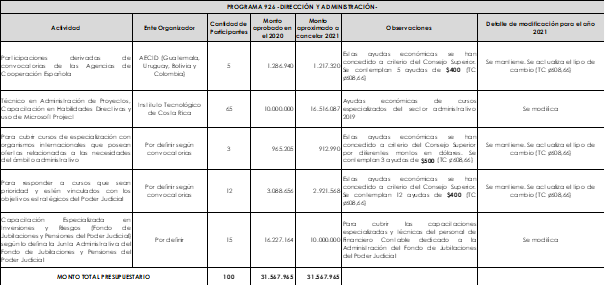 PROGRAMA 926 -DIRECCIÓN Y ADMINISTRACIÓN-
Actividad
Ente Organizador
Cantidad de
Participantes
Monto
aprobado en
el 2020
Monto
aproximado a
cancelar 2021
Observaciones
Detalle de modificación para el año
2021
Participaciones derivadas de
convocatorias de las Agencias de
Cooperación Española
AECID (Guatemala,
Uruguay, Bolivia y
Colombia)
5
1.286.940
1.217.320
Estas ayudas económicas se han
concedido a criterio del Consejo Superior.
Se contemplan 5 ayudas de $400 (TC
¢608,66)
Se mantiene. Se actualiza el tipo de
cambio (TC ¢608,66)
Técnico en Administración de Proyectos,
Capacitación en Habilidades Directivas y
uso de Microsoft Project
Instituto Tecnológico
de Costa Rica
65
10.000.000
16.516.087
Ayudas económicas de cursos
especializados del sector administrativo
2019
Se modifica
Para cubrir cursos de especialización con
organismos internacionales que posean
ofertas relacionadas a las necesidades
del ámbito administrativo
Por definir según
convocatorias
3
965.205
912.990
Estas ayudas económicas se han
concedido a criterio del Consejo Superior
por diferentes montos en dólares. Se
contemplan 3 ayudas de $500 (TC ¢608,66)
Se mantiene. Se actualiza el tipo de
cambio (TC ¢608,66)
Para responder a cursos que sean
prioridad y estén vinculados con los
objetivos estratégicos del Poder Judicial
Por definir según
convocatorias
12
3.088.656
2.921.568
Estas ayudas económicas se han
concedido a criterio del Consejo Superior.
Se contemplan 12 ayudas de $400 (TC
¢608,66)
Se mantiene. Se actualiza el tipo de
cambio (TC ¢608,66)
Capacitación Especializada en
Inversiones y Riesgos (Fondo de
Jubilaciones y Pensiones del Poder Judicial)
según lo defina la Junta Administrativa del
Fondo de Jubilaciones y Pensiones del
Poder Judicial
Por definir
15
16.227.164
10.000.000
Para cubrir las capacitaciones
especializadas y técnicas del personal de
Financiero Contable dedicado a la
Administración del Fondo de Jubilaciones
del Poder Judicial
Se modifica
MONTO TOTAL PRESUPUESTARIO
100
31.567.965
31.567.965